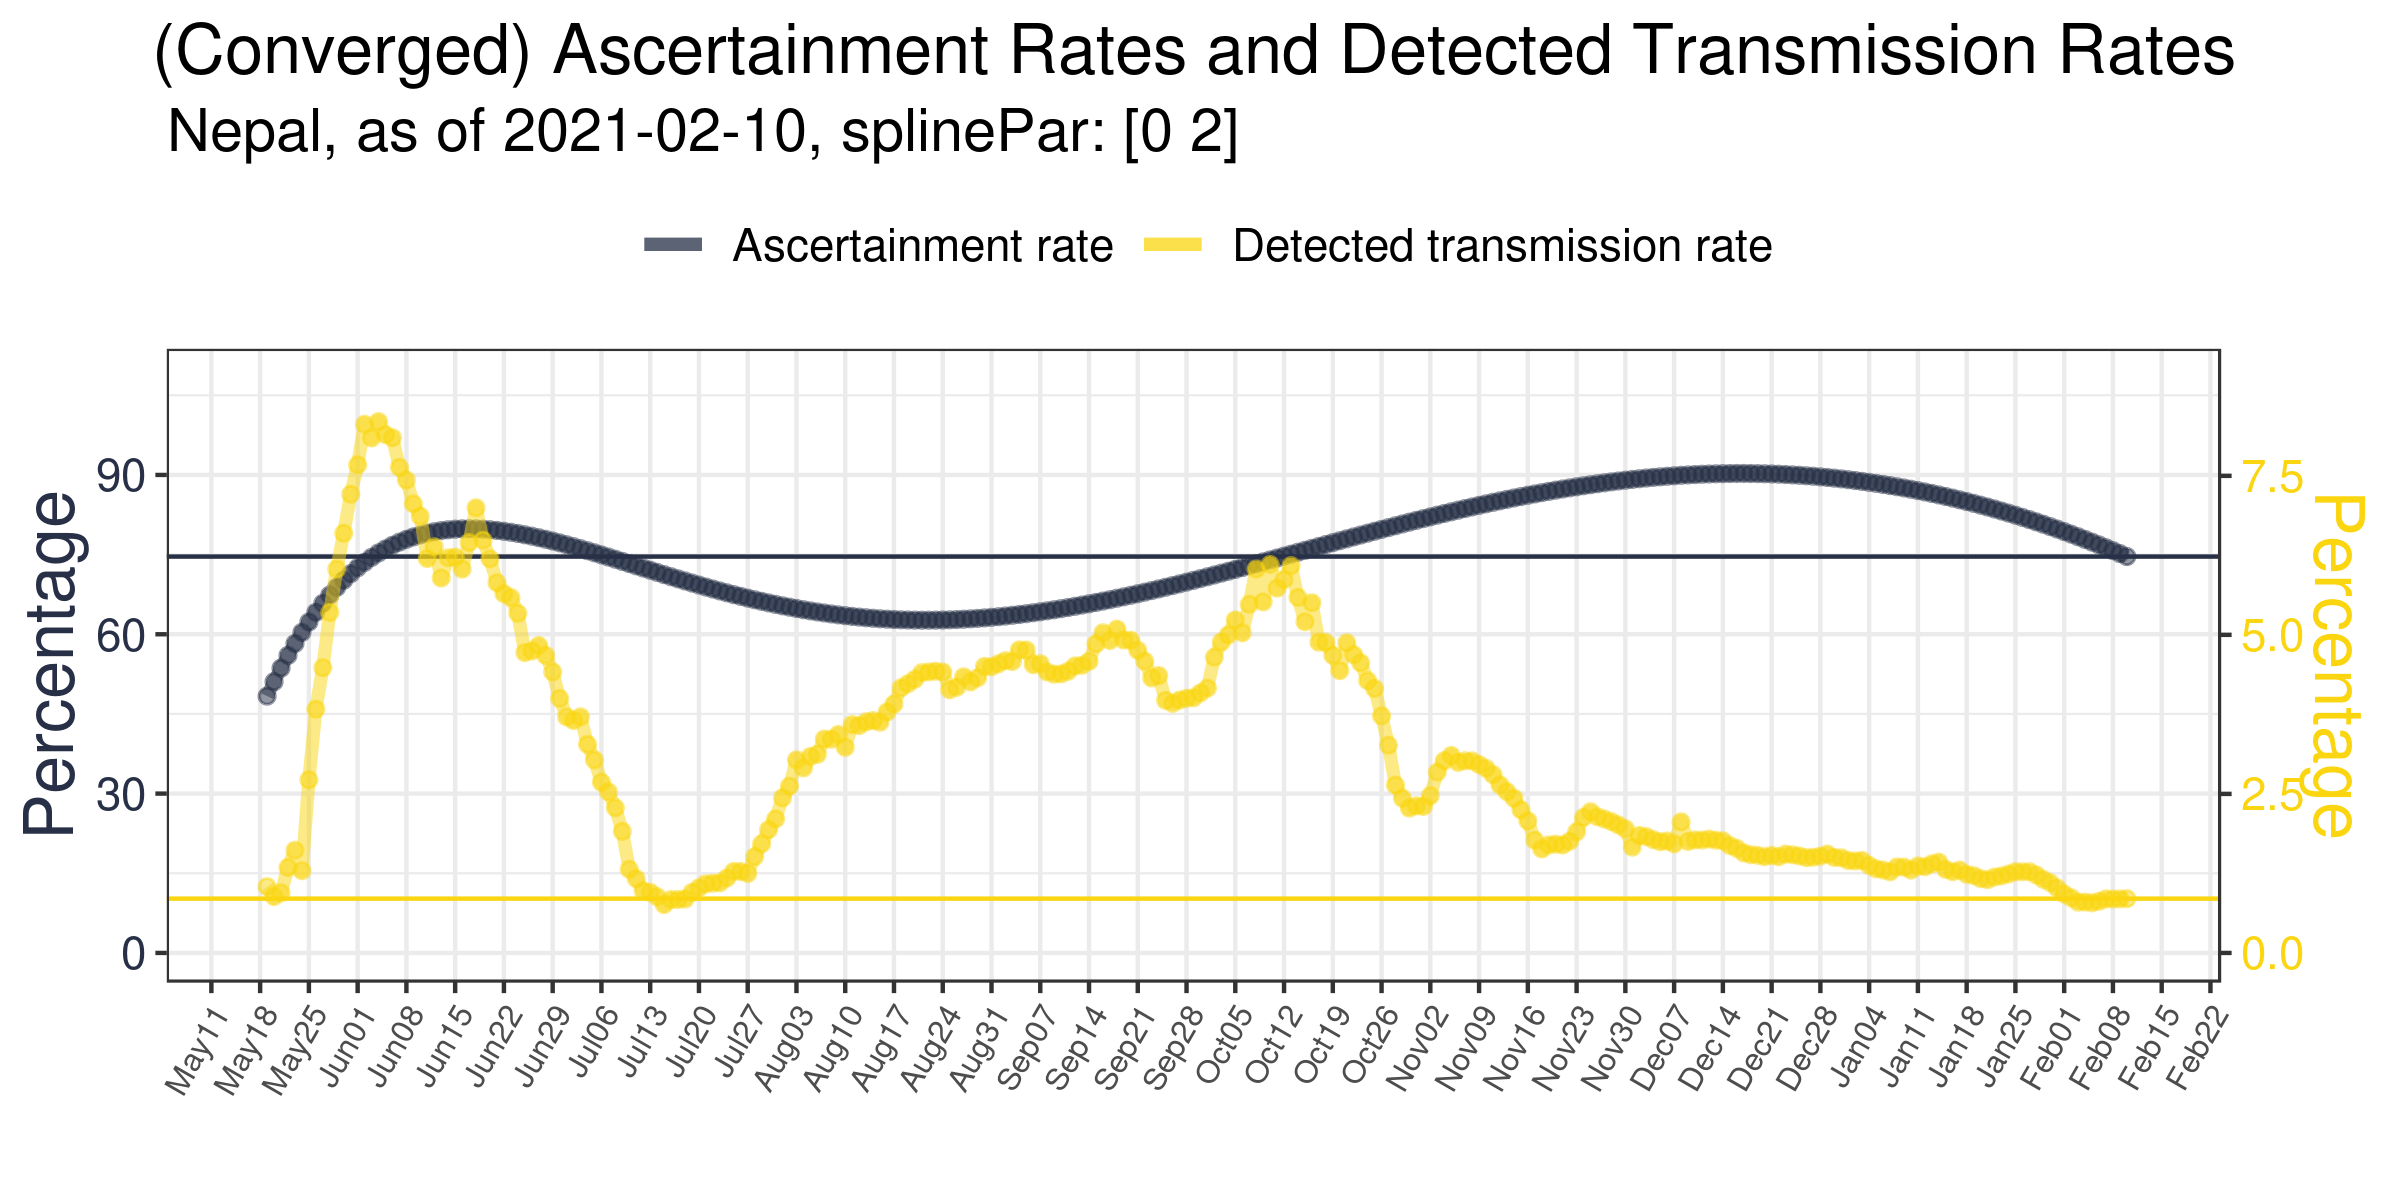 (Converged) Ascertainment Rates and Detected Transmission Rates
Nepal, as of 2021-02-10, splinePar: [0 2]
Ascertainment rate
Detected transmission rate
Percentage
90
60
30
0
7.5
5.0
2.5
0.0
Percentage
May11
May18
May25
Jun01
Jun08
Jun15
Jun22
Jun29
Jul06
Jul13
Jul20
Jul27
Aug03
Aug10
Aug17
Aug24
Aug31
Sep07
Sep14
Sep21
Sep28
Oct05
Oct12
Oct19
Oct26
Nov02
Nov09
Nov16
Nov23
Nov30
Dec07
Dec14
Dec21
Dec28
Jan04
Jan11
Jan18
Jan25
Feb01
Feb08
Feb15
Feb22